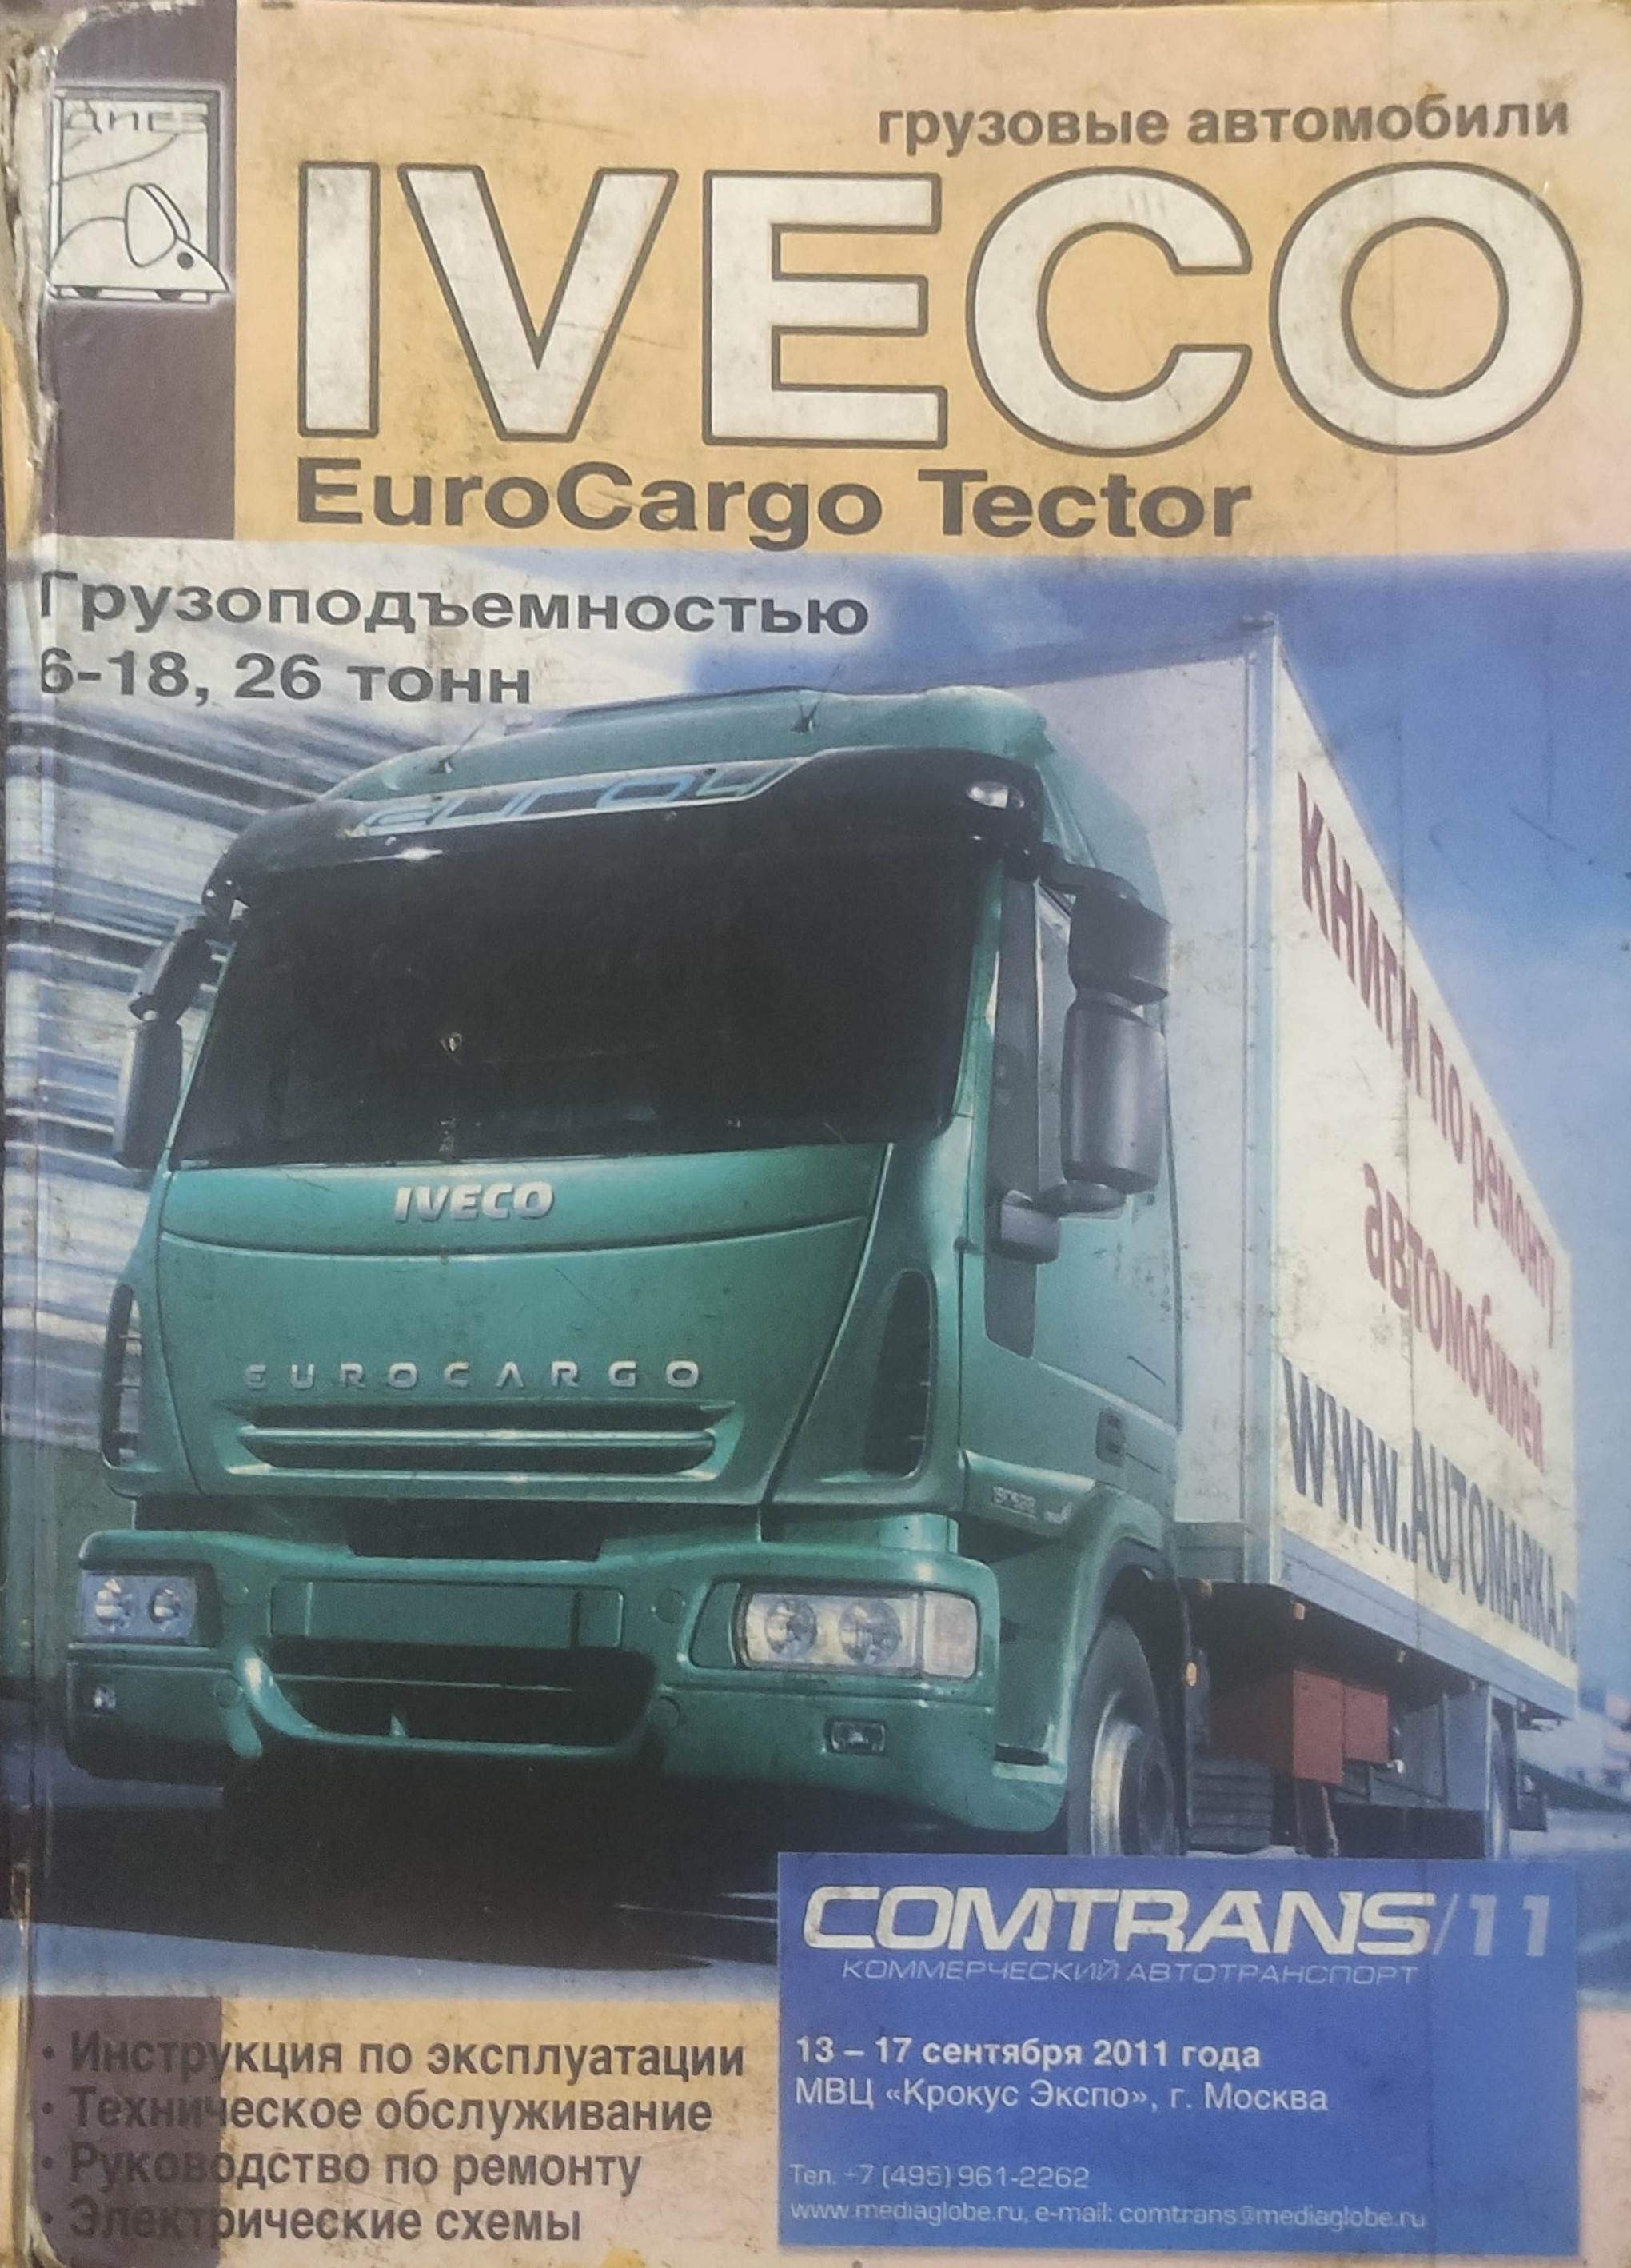 ДИЕЗ
грузовые автомобили
IVECO
EuroCargo Tector
Грузоподъемностью
6-18, 26 тонн
euro4
IVECO
EUROCARGO
КНИГИ по ремонту
автомобилей
WWW.AUTOMARKA.
COMTRANS/11
КОММЕРЧЕСКИЙ АВТОТРАНСПОРТ
13 – 17 сентября 2011 года
МВЦ «Крокус Экспо», г. Москва
Тел. +7 (495) 961-2262
www.mediaglobe.ru, e-mail: comtrans@mediaglobe.ru
• Инструкция по эксплуатации
• Техническое обслуживание
• Руководство по ремонту
• Электрические схемы